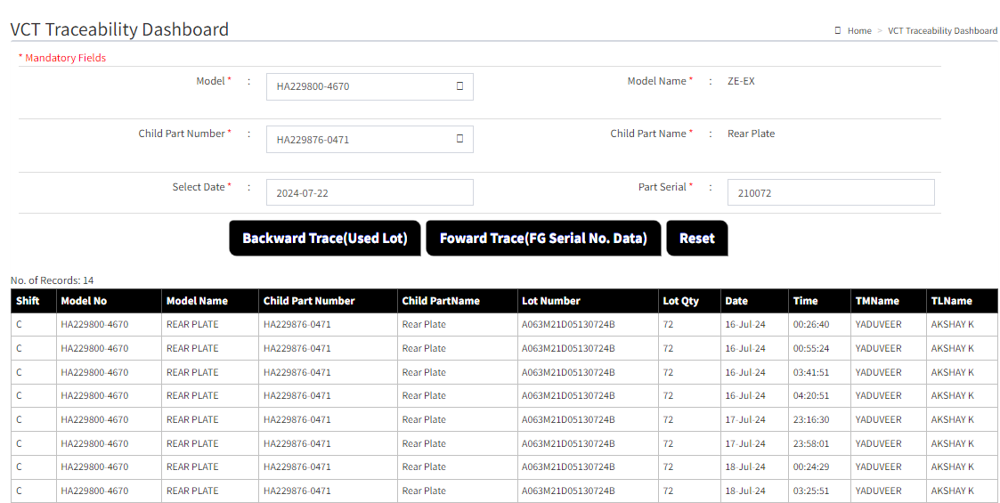 VCT Traceability Dashboard
Home > VCT Traceability Dashboard
* Mandatory Fields
Model * : HA229800-4670 Model Name * : ZE-EX
Child Part Number * : HA229876-0471 Child Part Name * : Rear Plate
Select Date * : 2024-07-22 Part Serial * : 210072
Backward Trace(Used Lot) Foward Trace(FG Serial No. Data) Reset
No. of Records: 14
Shift Model No Model Name Child Part Number Child PartName Lot Number Lot Qty Date Time TMName TLName
C HA229800-4670 REAR PLATE HA229876-0471 Rear Plate A063M21D05130724B 72 16-Jul-24 00:26:40 YADUVEER AKSHAY K
C HA229800-4670 REAR PLATE HA229876-0471 Rear Plate A063M21D05130724B 72 16-Jul-24 00:55:24 YADUVEER AKSHAY K
C HA229800-4670 REAR PLATE HA229876-0471 Rear Plate A063M21D05130724B 72 16-Jul-24 03:41:51 YADUVEER AKSHAY K
C HA229800-4670 REAR PLATE HA229876-0471 Rear Plate A063M21D05130724B 72 16-Jul-24 04:20:51 YADUVEER AKSHAY K
C HA229800-4670 REAR PLATE HA229876-0471 Rear Plate A063M21D05130724B 72 17-Jul-24 23:16:30 YADUVEER AKSHAY K
C HA229800-4670 REAR PLATE HA229876-0471 Rear Plate A063M21D05130724B 72 17-Jul-24 23:58:01 YADUVEER AKSHAY K
C HA229800-4670 REAR PLATE HA229876-0471 Rear Plate A063M21D05130724B 72 18-Jul-24 00:24:29 YADUVEER AKSHAY K
C HA229800-4670 REAR PLATE HA229876-0471 Rear Plate A063M21D05130724B 72 18-Jul-24 03:25:51 YADUVEER AKSHAY K